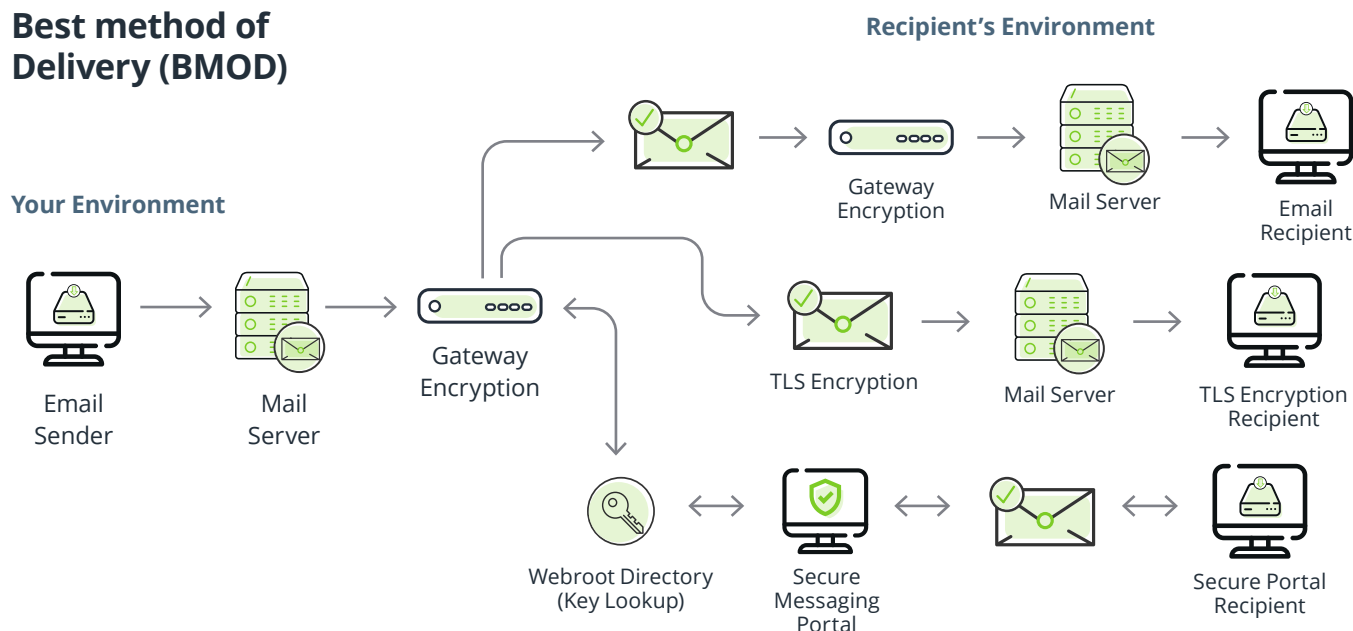 Best method of
Delivery (BMOD)
Recipient's Environment
Your Environment
Gateway
Encryption
Mail Server
Email
Recipient
Email
Sender
Mail
Server
Gateway
Encryption
TLS Encryption
Mail Server
TLS Encryption
Recipient
Webroot Directory
(Key Lookup)
Secure
Messaging
Portal
Secure Portal
Recipient